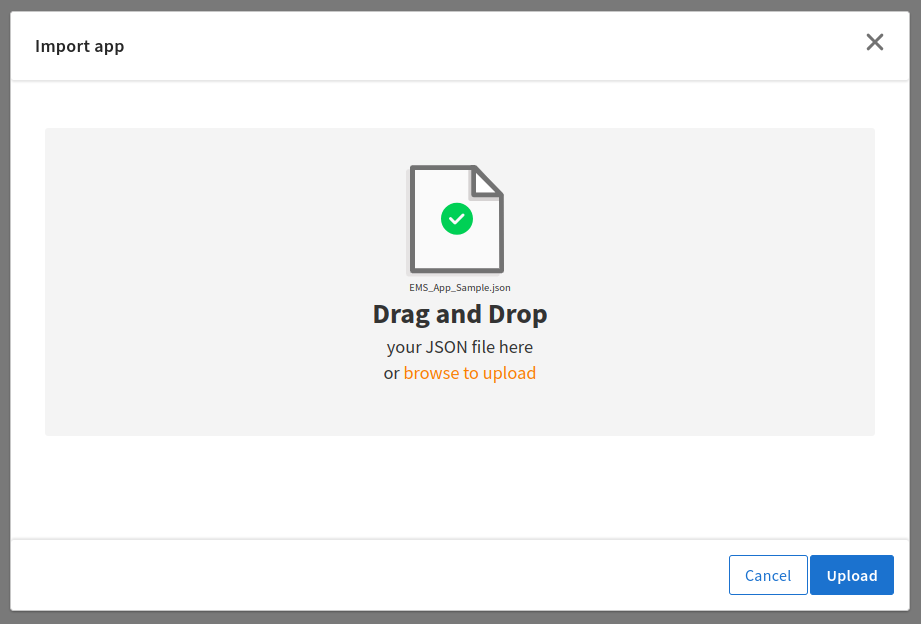 Import app
EMS_App_Sample.json
Drag and Drop
your JSON file here
or browse to upload
Cancel
Upload